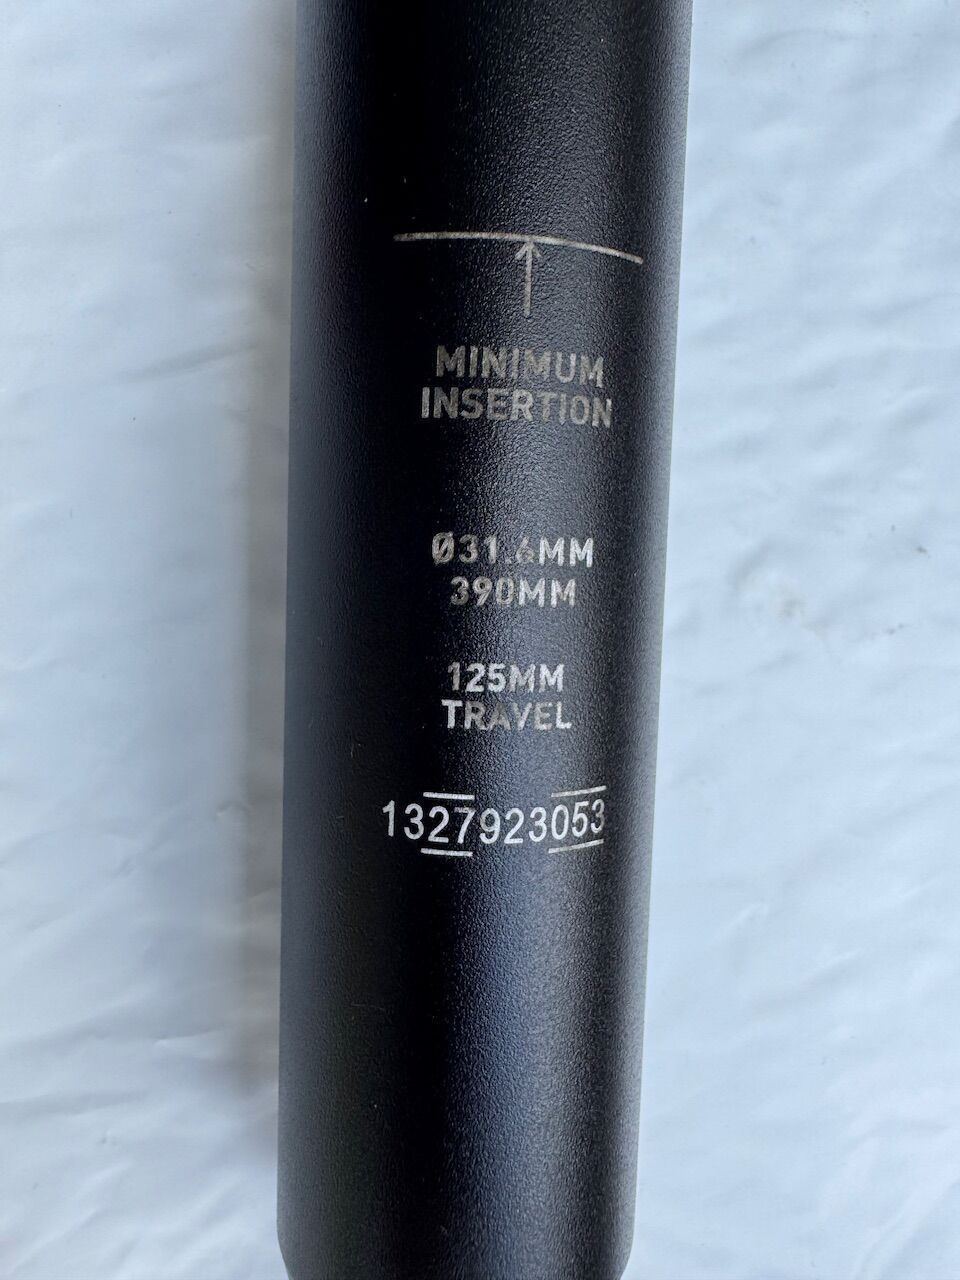 MINIMUM
INSERTION
Ø31.6MM
390MM
125MM
TRAVEL
1327923053